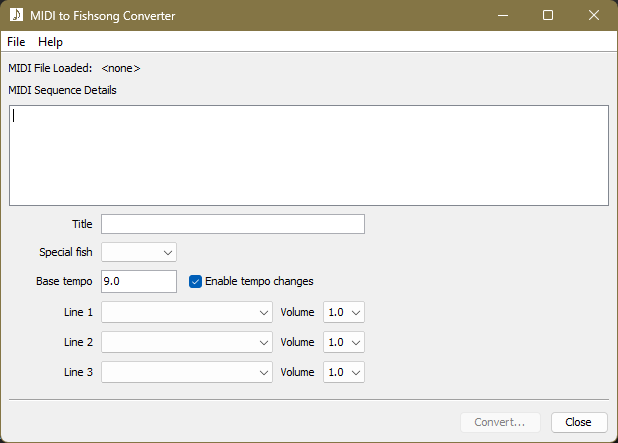 MIDI to Fishsong Converter
File Help
MIDI File Loaded: <none>
MIDI Sequence Details
Title
Special fish
Base tempo 9.0 Enable tempo changes
Line 1 Volume 1.0
Line 2 Volume 1.0
Line 3 Volume 1.0
Convert... Close